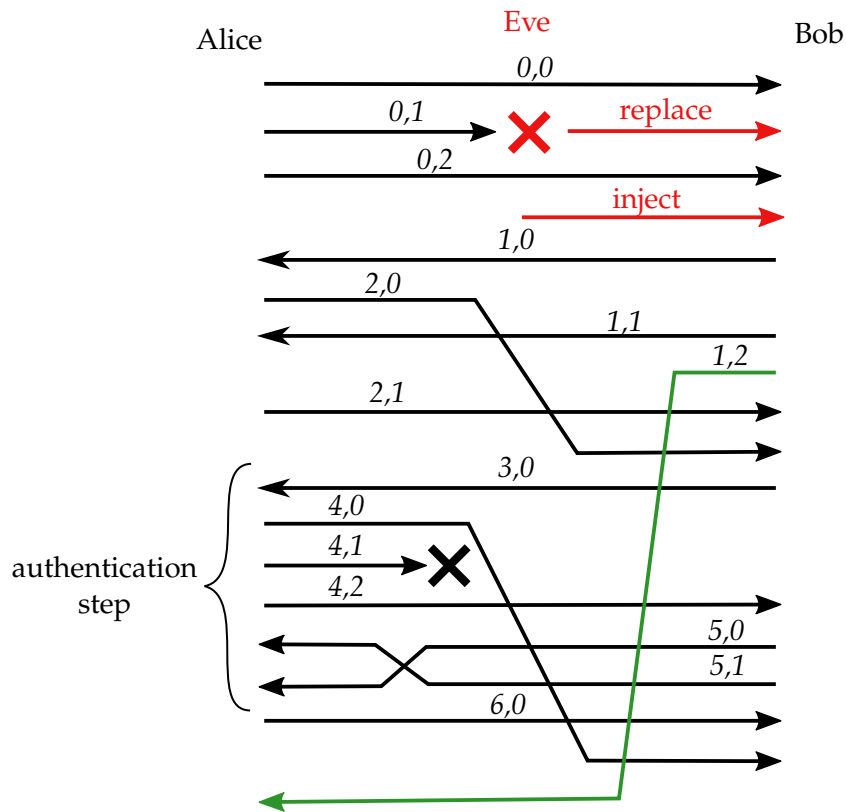 Alice
Eve
Bob
0,0
0,1
replace
0,2
inject
1,0
2,0
1,1
1,2
2,1
3,0
4,0
4,1
authentication
step
4,2
5,0
5,1
6,0